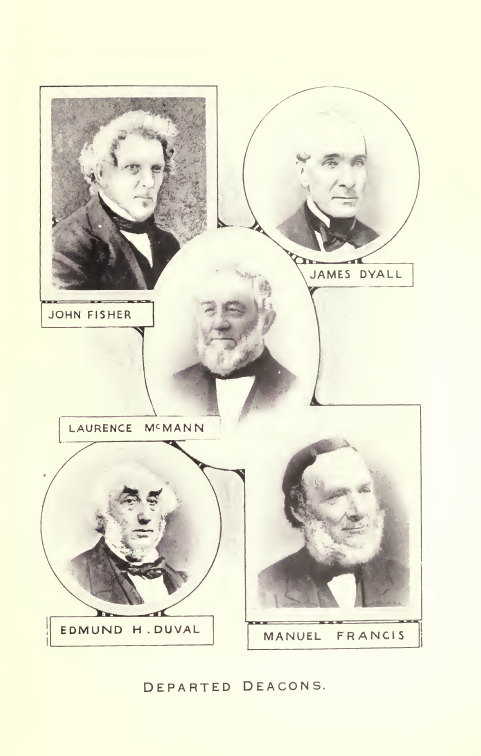 JOHN FISHER
JAMES DYALL
LAURENCE McMANN
EDMUND H. DUVAL
MANUEL FRANCIS
DEPARTED DEACONS.